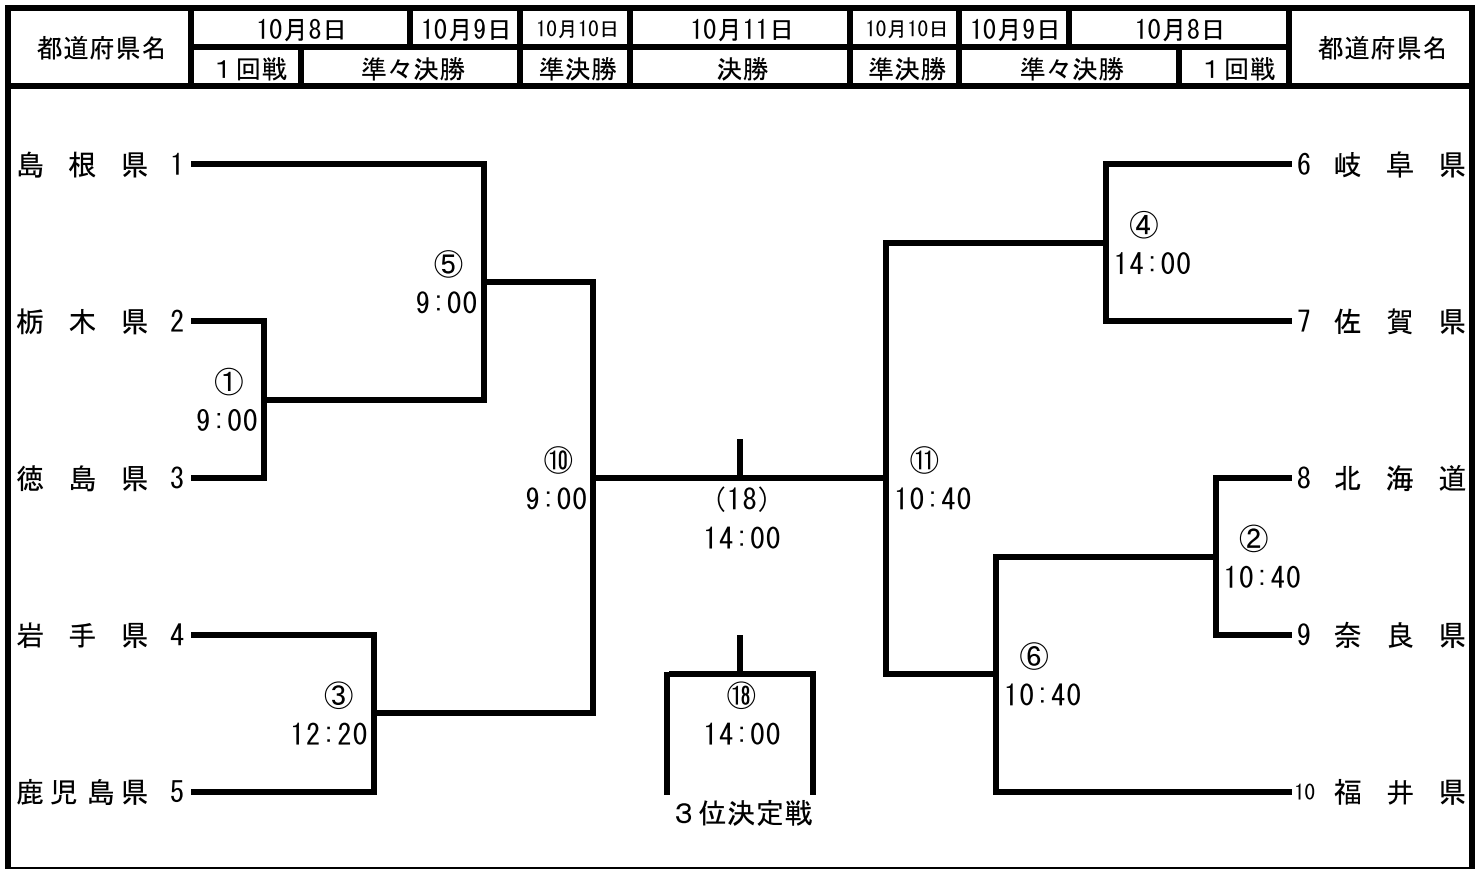 都道府県名 10月8日 10月9日 10月10日 10月11日 10月10日 10月9日 10月8日 都道府県名
１回戦 準々決勝 準決勝 決勝 準決勝 準々決勝 １回戦
島根県 1 6 岐阜県
④
14:00
⑤
9:00
栃木県 2 7 佐賀県
①
9:00
徳島県 3 ⑩ ⑪ 8 北海道
9:00 (18) 10:40
14:00 ②
10:40
岩手県 4 9 奈良県
⑥
③ ⑱ 10:40
12:20 14:00
鹿児島県 5 10 福井県
３位決定戦